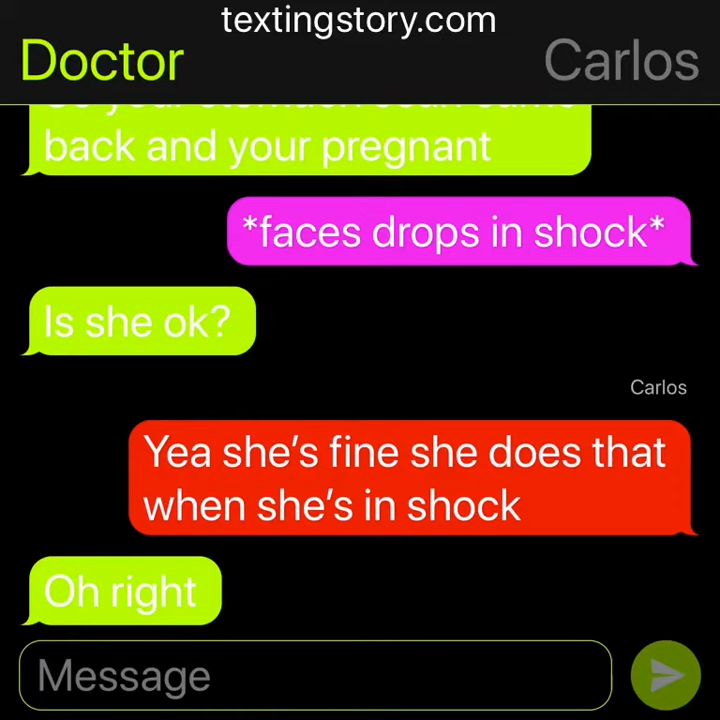 textingstory.com
Doctor
Carlos
back and your pregnant
*faces drops in shock*
Is she ok?
Carlos
Yea she’s fine she does that
when she’s in shock
Oh right
Message